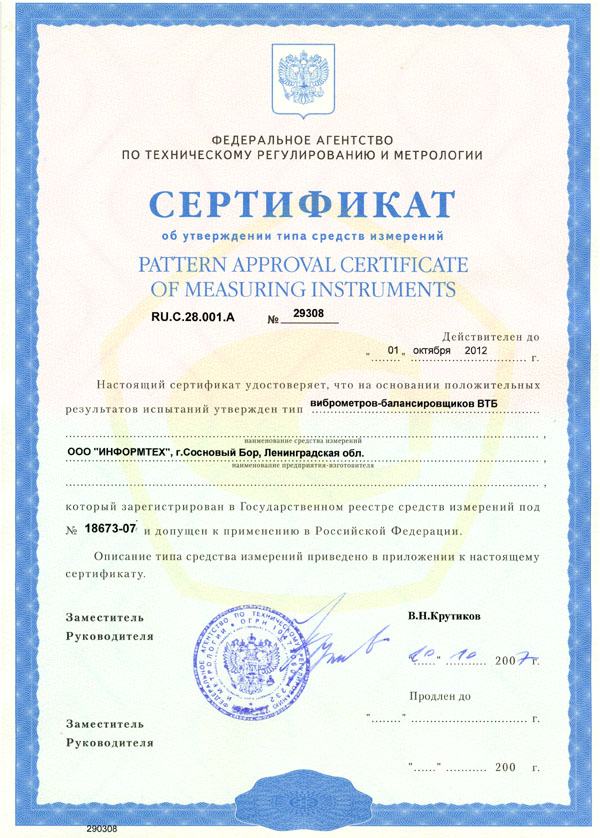 ФЕДЕРАЛЬНОЕ АГЕНТСТВО
ПО ТЕХНИЧЕСКОМУ РЕГУЛИРОВАНИЮ И МЕТРОЛОГИИ
СЕРТИФИКАТ
об утверждении типа средств измерений
PATTERN APPROVAL CERTIFICATE
OF MEASURING INSTRUMENTS
RU.C.28.001.A № 29308
Действителен до
" 01 " октября 2012 г.
Настоящий сертификат удостоверяет, что на основании положительных
результатов испытаний утвержден тип виброметров-балансировщиков ВТБ
наименование средства измерений
ООО "ИНФОРМТЕХ", г.Сосновый Бор, Ленинградская обл.
наименование предприятия-изготовителя
который зарегистрирован в Государственном реестре средств измерений под
№ 18673-07 и допущен к применению в Российской Федерации.
Описание типа средства измерений приведено в приложении к настоящему
сертификату.
Заместитель
Руководителя
В.Н.Крутиков
"......" 10 2007 г.
Продлен до
"........" ........ г.
Заместитель
Руководителя
"......" ........ 200 г.
290308